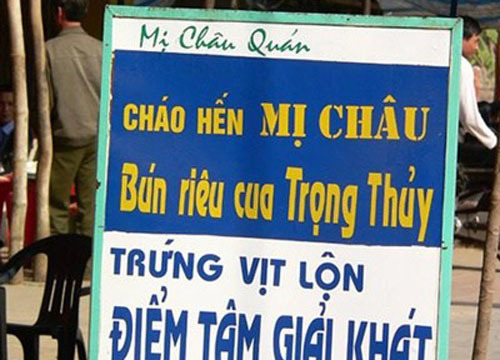 Mị Châu Quán
CHÁO HẾN MỊ CHÂU
Bún riêu cua Trọng Thủy
TRỨNG VỊT LỘN
ĐIỂM TÂM GIẢI KHÁT